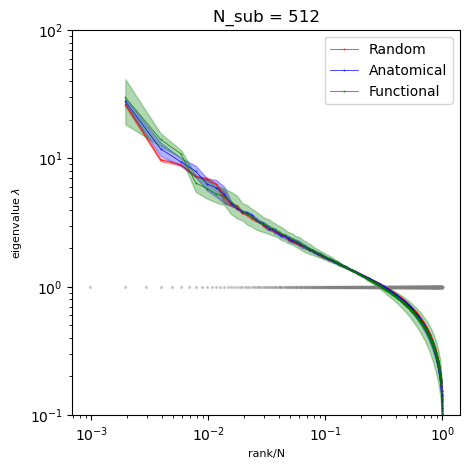 N_sub = 512
10²
Random
Anatomical
Functional
10¹
eigenvalue λ
10⁰
10⁻¹
10⁻³ 10⁻² 10⁻¹ 10⁰
rank/N